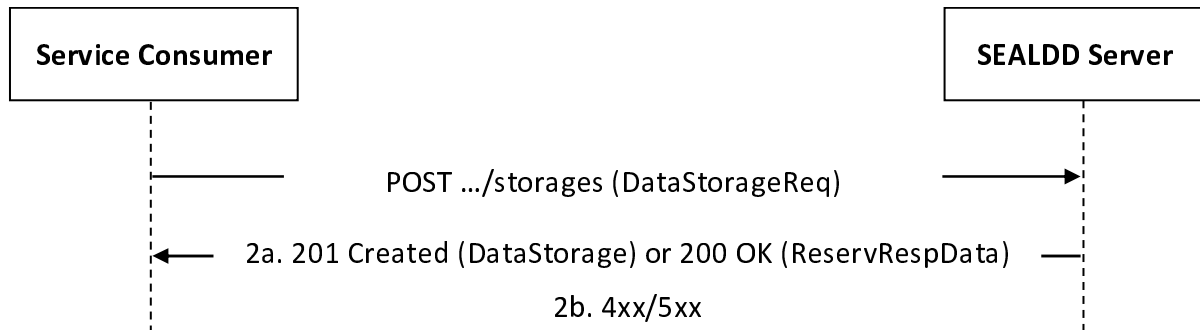 Service Consumer
SEALDD Server
POST .../storages (DataStorageReq)
2a. 201 Created (DataStorage) or 200 OK (ReservRespData)
2b. 4xx/5xx